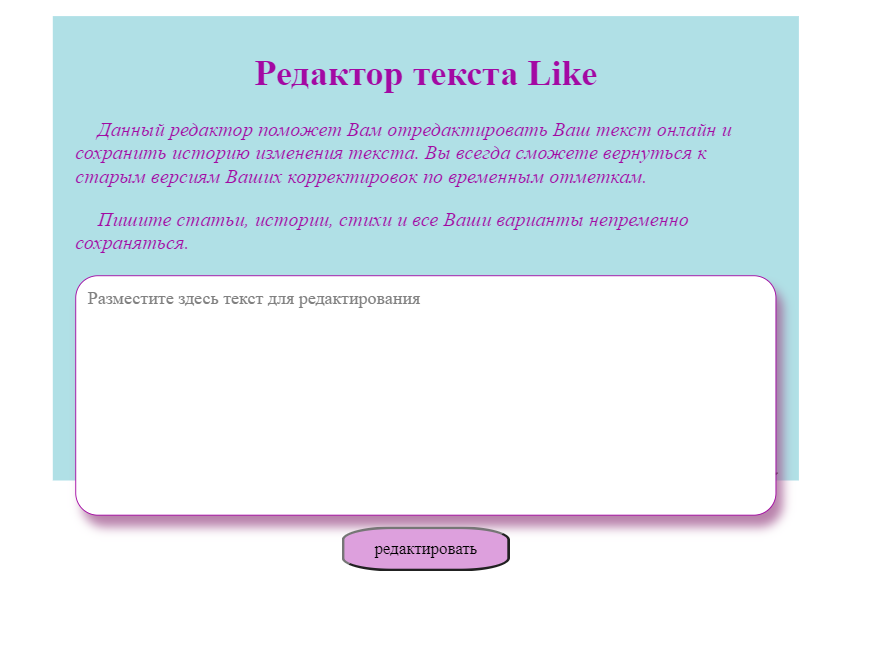 Редактор текста Like
Данный редактор поможет Вам отредактировать Ваш текст онлайн и
сохранить историю изменения текста. Вы всегда сможете вернуться к
старым версиям Ваших корректировок по временным отметкам.
Пишите статьи, истории, стихи и все Ваши варианты непременно
сохраняться.
Разместите здесь текст для редактирования
редактировать